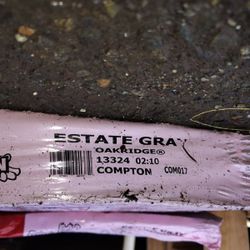 ESTATE GRAY
OAKRIDGE®
13324 02:10
COMPTON COM017